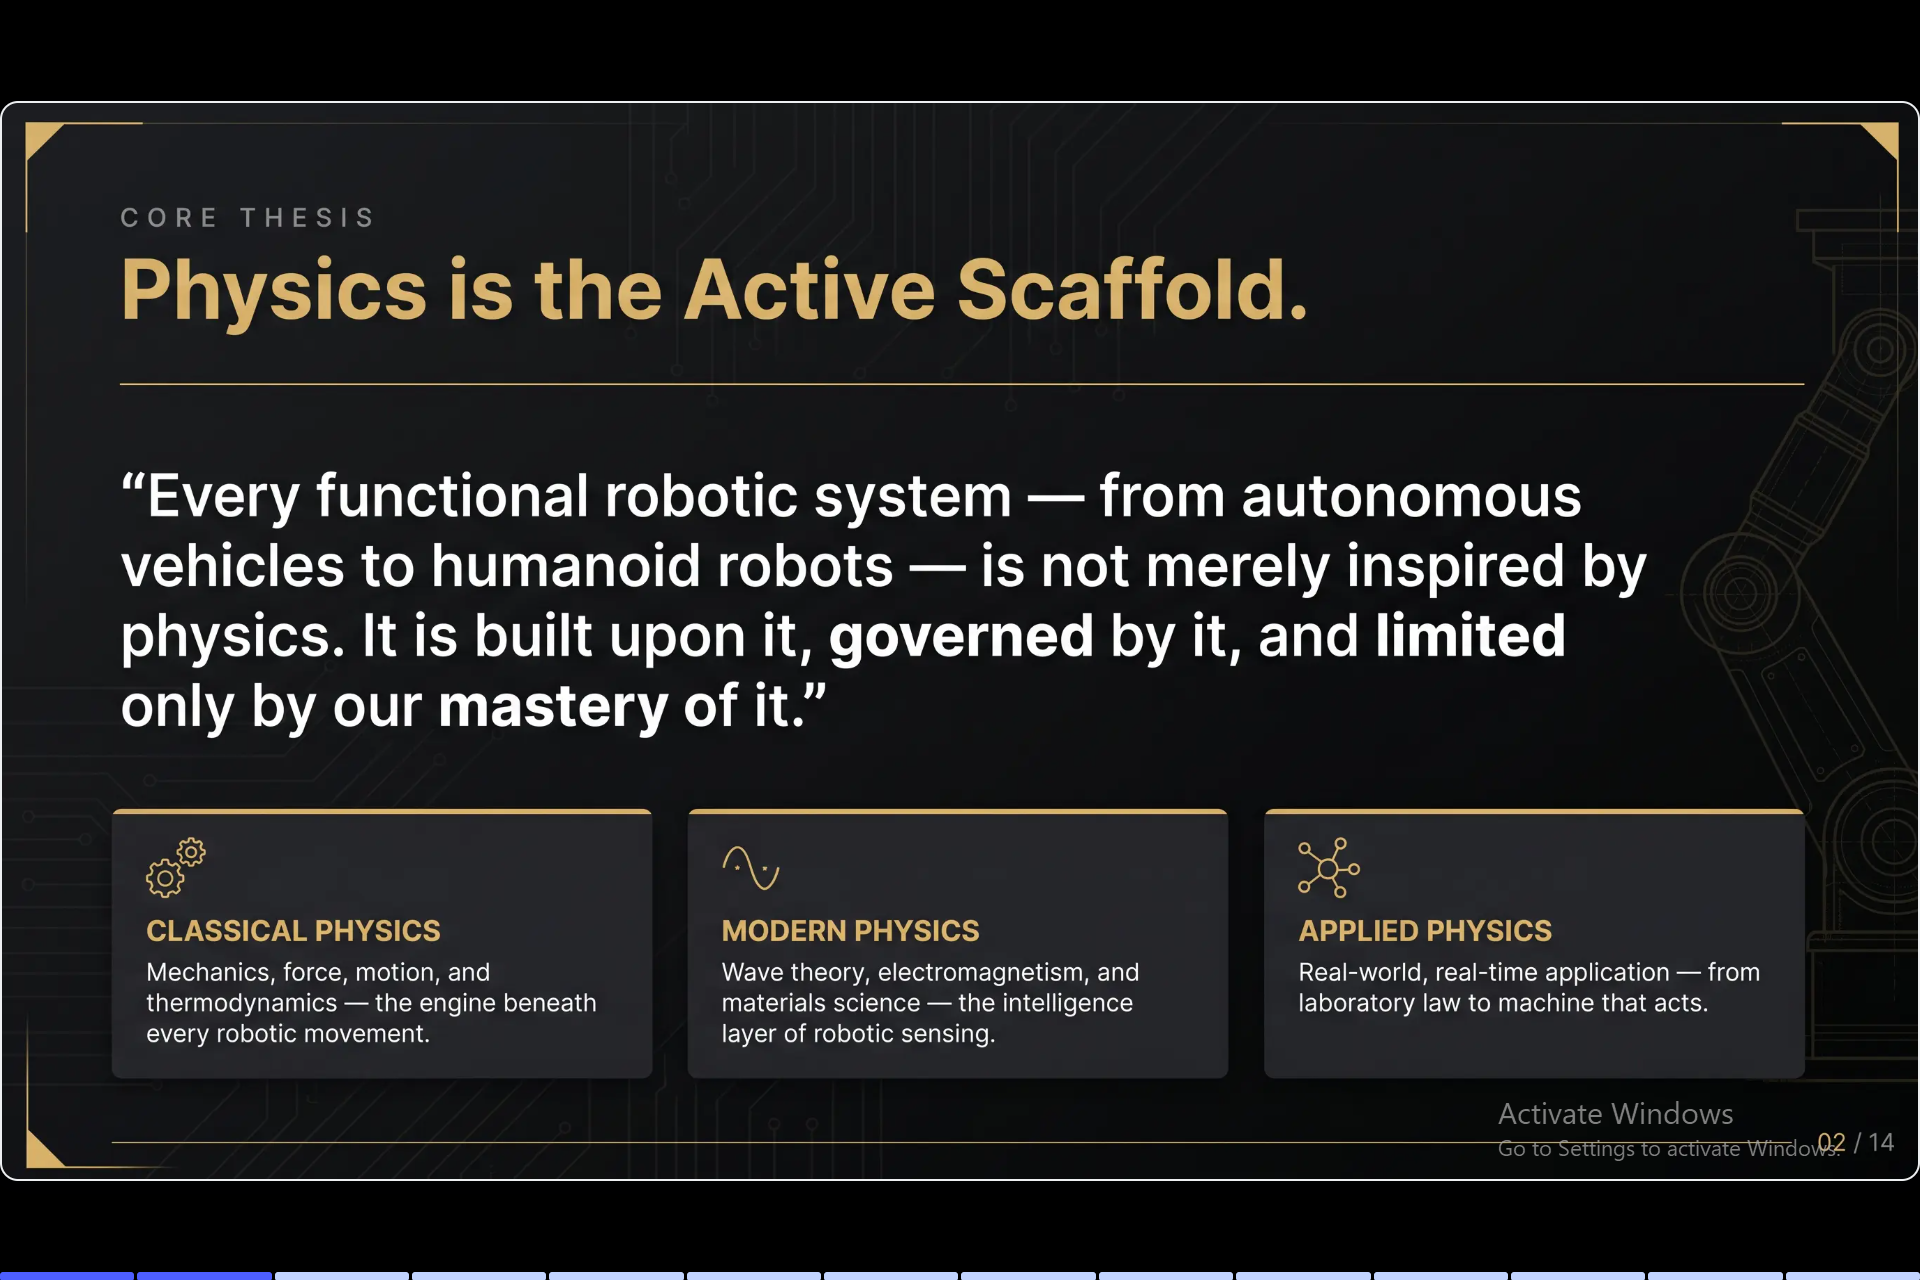 CORE THESIS
Physics is the Active Scaffold.
“Every functional robotic system — from autonomous
vehicles to humanoid robots — is not merely inspired by
physics. It is built upon it, governed by it, and limited
only by our mastery of it.”
CLASSICAL PHYSICS
Mechanics, force, motion, and
thermodynamics — the engine beneath
every robotic movement.
MODERN PHYSICS
Wave theory, electromagnetism, and
materials science — the intelligence
layer of robotic sensing.
APPLIED PHYSICS
Real-world, real-time application — from
laboratory law to machine that acts.
Activate Windows
Go to Settings to activate Windows.
02 / 14